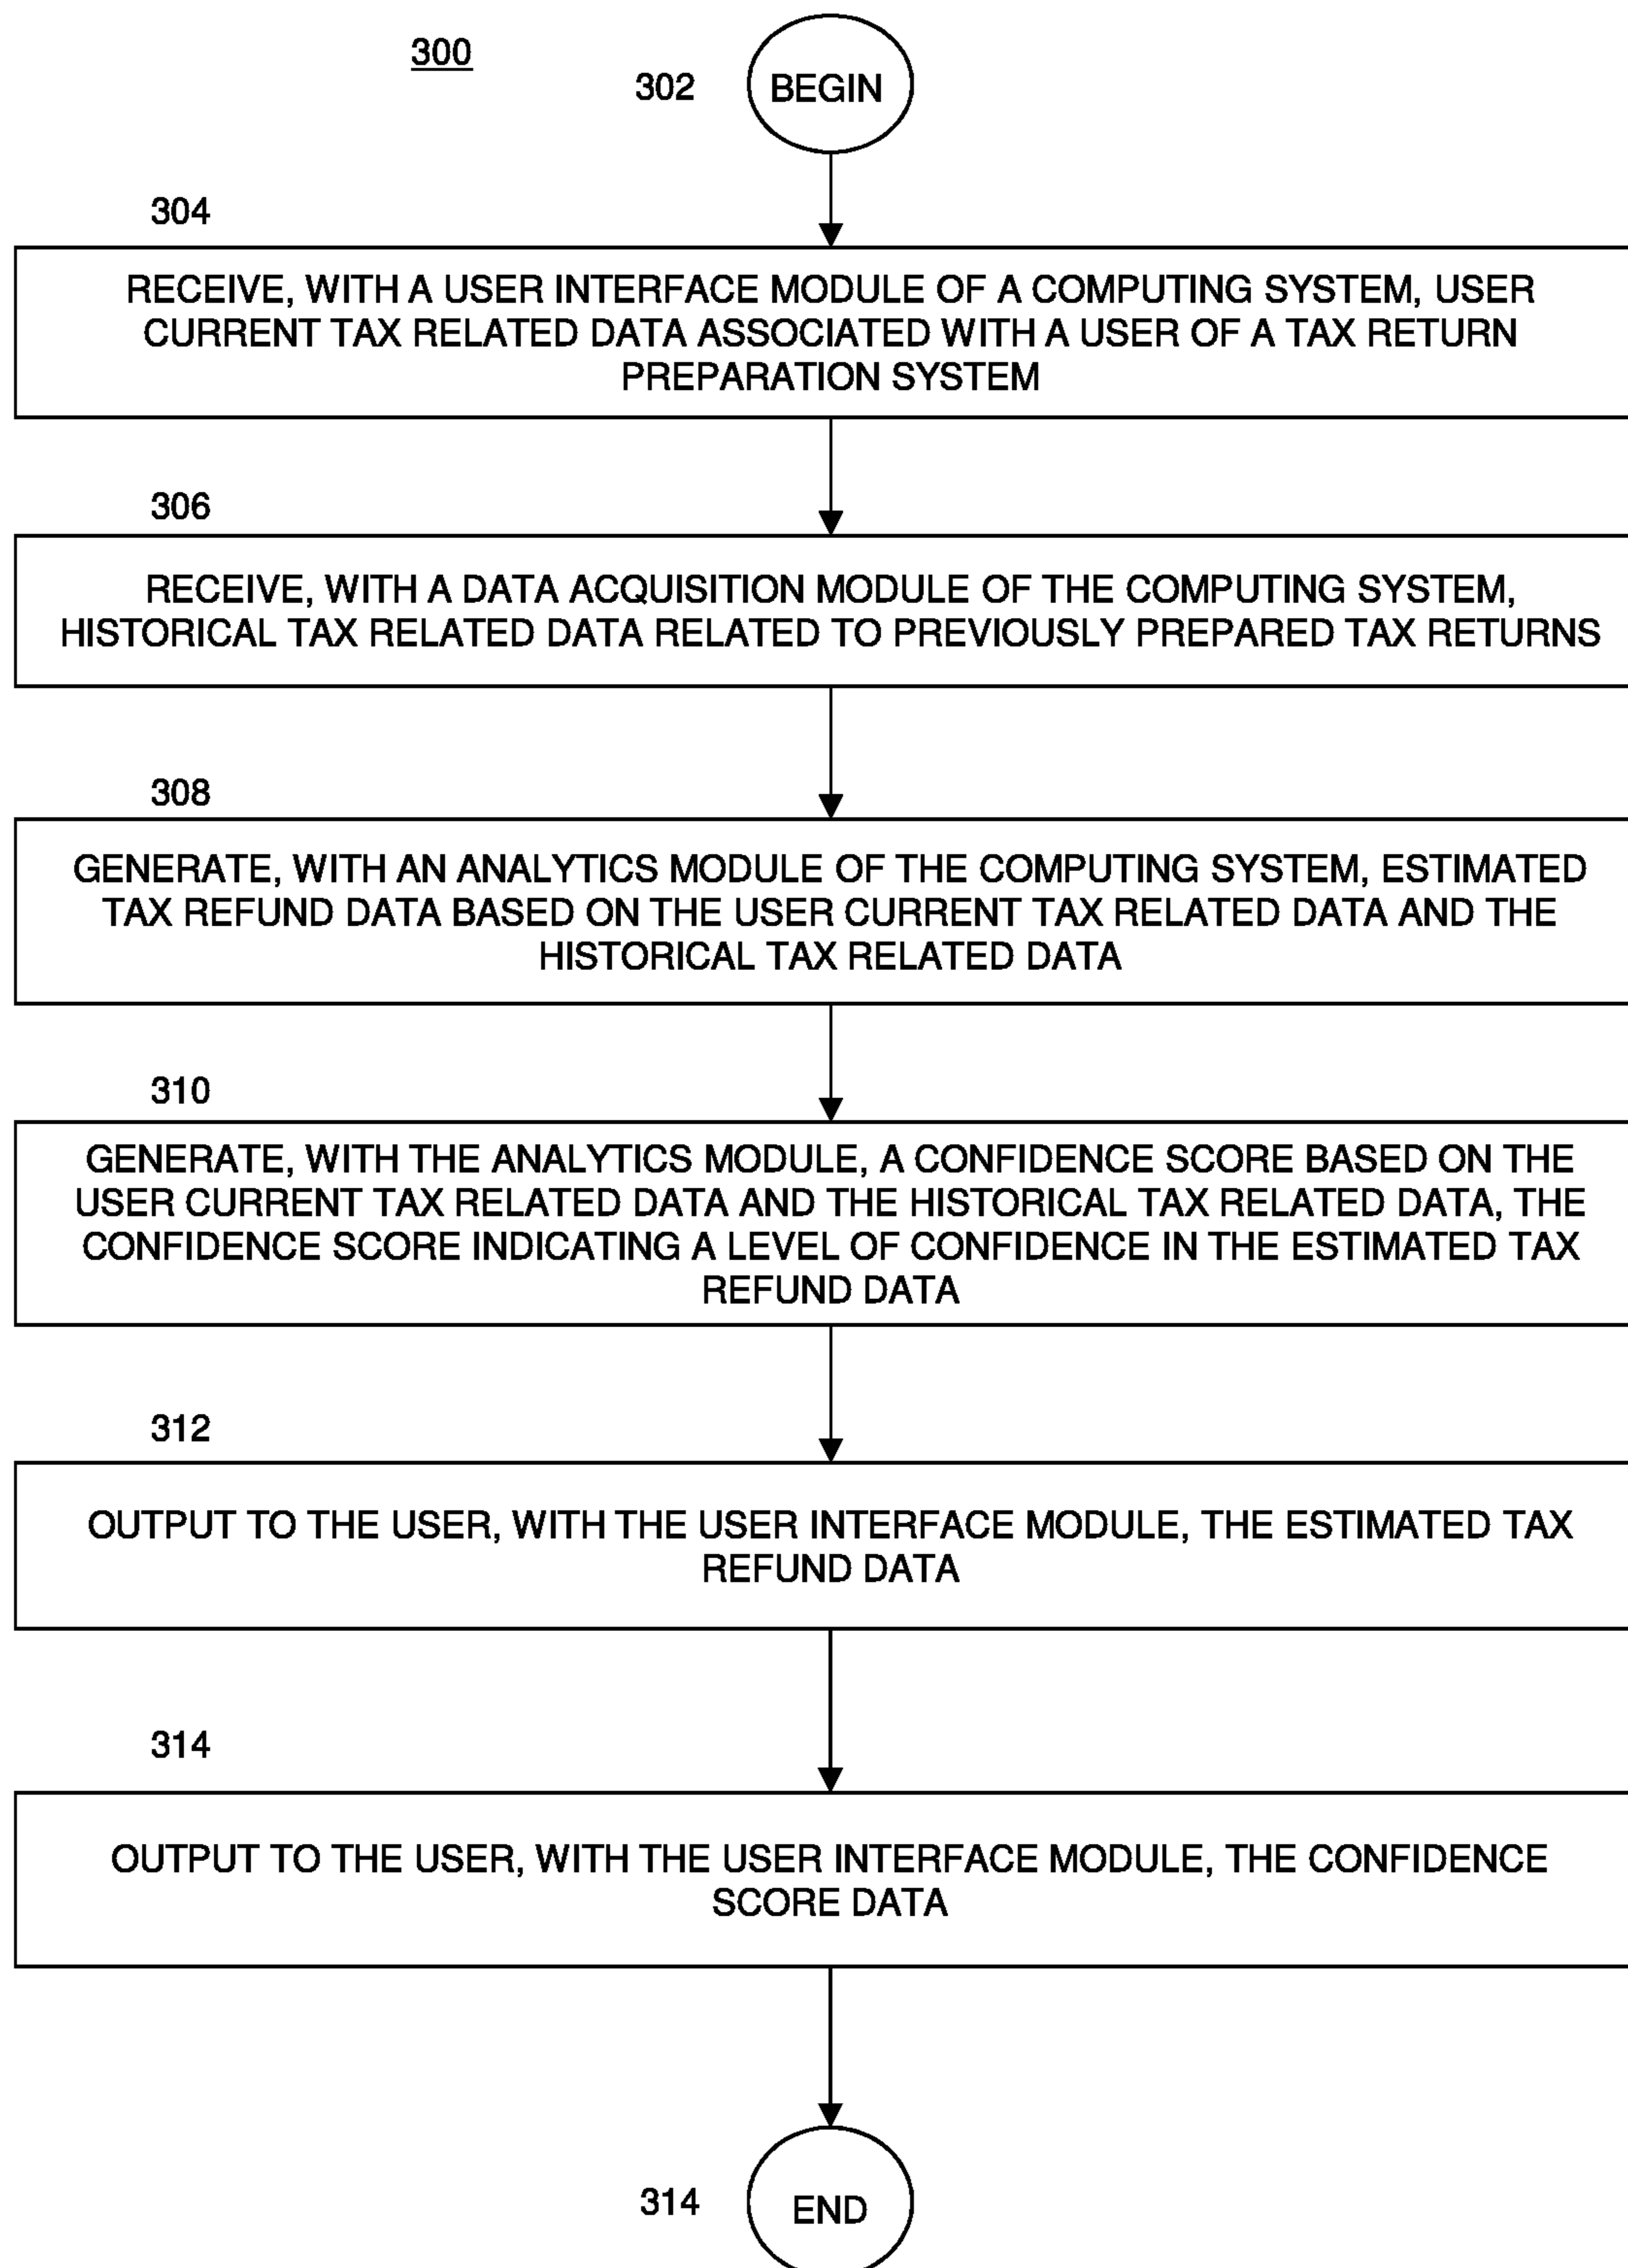 300
302
BEGIN
304
RECEIVE, WITH A USER INTERFACE MODULE OF A COMPUTING SYSTEM, USER
CURRENT TAX RELATED DATA ASSOCIATED WITH A USER OF A TAX RETURN
PREPARATION SYSTEM
306
RECEIVE, WITH A DATA ACQUISITION MODULE OF THE COMPUTING SYSTEM,
HISTORICAL TAX RELATED DATA RELATED TO PREVIOUSLY PREPARED TAX RETURNS
308
GENERATE, WITH AN ANALYTICS MODULE OF THE COMPUTING SYSTEM, ESTIMATED
TAX REFUND DATA BASED ON THE USER CURRENT TAX RELATED DATA AND THE
HISTORICAL TAX RELATED DATA
310
GENERATE, WITH THE ANALYTICS MODULE, A CONFIDENCE SCORE BASED ON THE
USER CURRENT TAX RELATED DATA AND THE HISTORICAL TAX RELATED DATA, THE
CONFIDENCE SCORE INDICATING A LEVEL OF CONFIDENCE IN THE ESTIMATED TAX
REFUND DATA
312
OUTPUT TO THE USER, WITH THE USER INTERFACE MODULE, THE ESTIMATED TAX
REFUND DATA
314
OUTPUT TO THE USER, WITH THE USER INTERFACE MODULE, THE CONFIDENCE
SCORE DATA
314
END